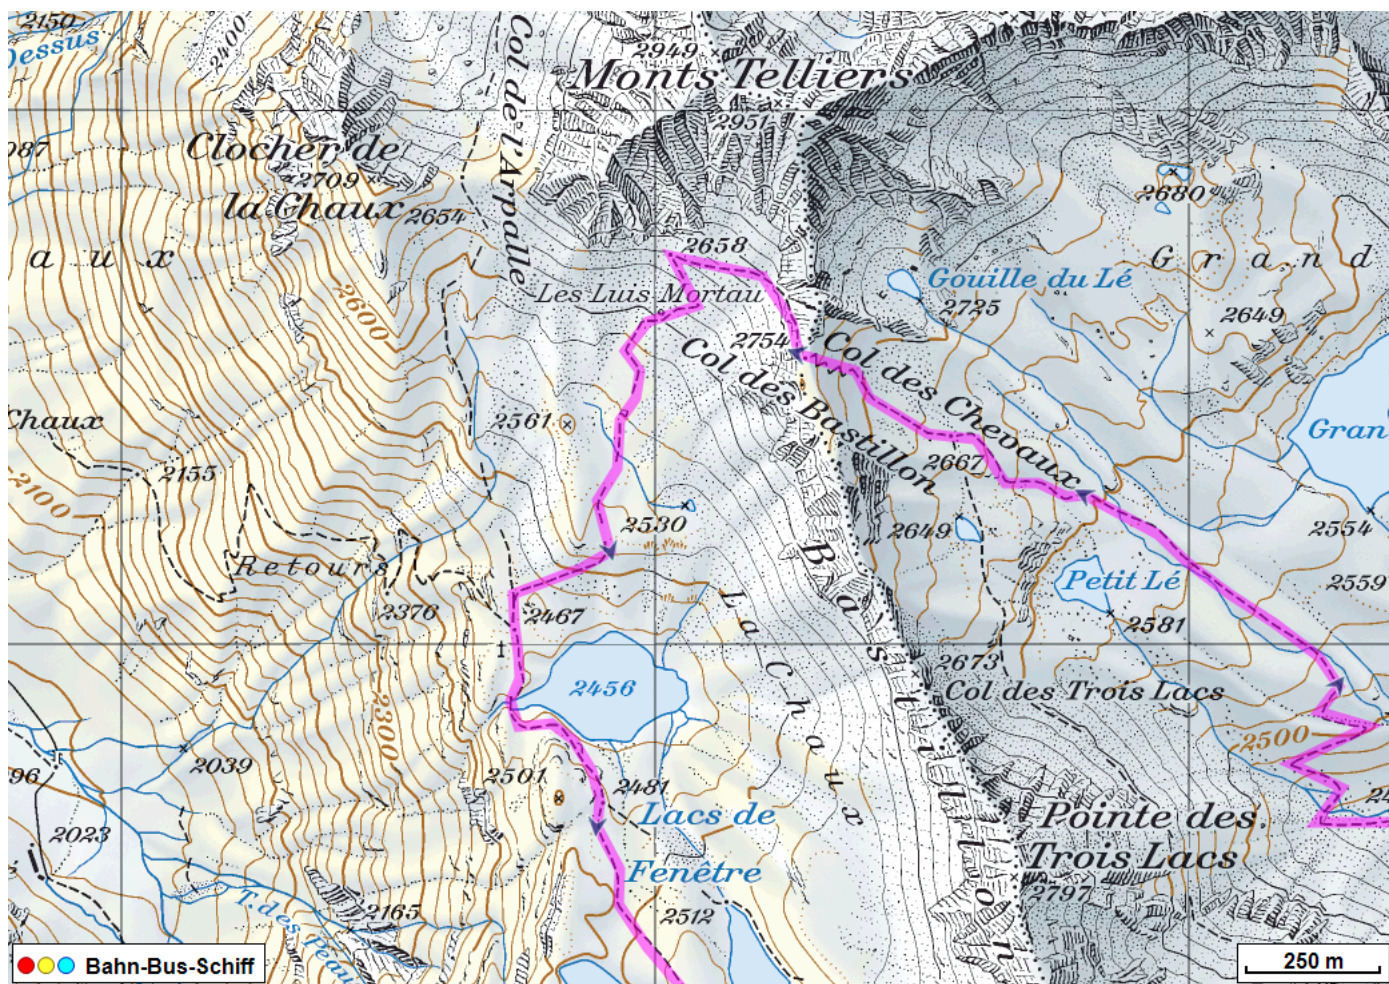 2150
Dessus
2400
Col de l'Arpalle
2949
Monts Telliers
2951
087
Clocher de
2709
la Chaux
2654
2680
a u x
2658
Grand
Gouille du Lé
2725
2600
Les Luis Mortau
2649
2754
Col des Chevaux
Col des Bastillon
Chaux
2561
Gran
2155
2667
2100
2530
2649
2554
Retours
Petit Lé
2559
2376
2467
2581
La Chaux
Bastillon
2456
2673
Col des Trois Lacs
2300
2500
2039
96
2501
2481
24
Lacs de
Pointe des
2023
Trois Lacs
Fenêtre
2797
T. des Peaux
2165
2512
Bahn-Bus-Schiff
250 m